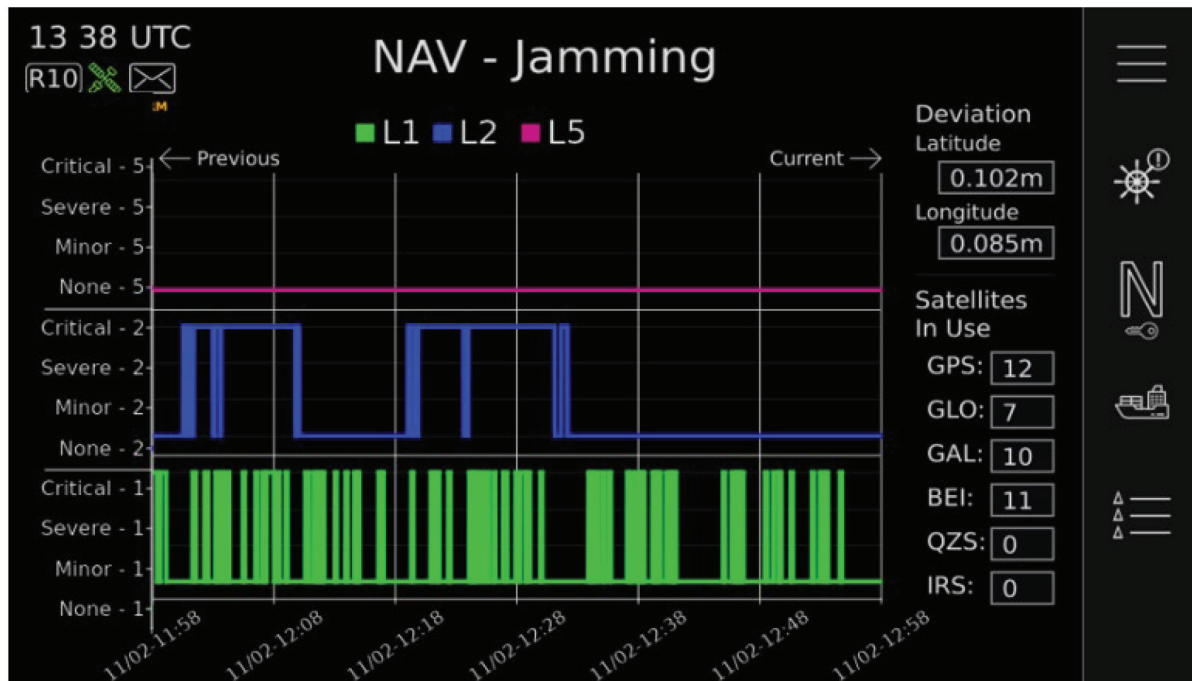 13 38 UTC
NAV - Jamming
R10
M
L1 L2 L5
← Previous
Current →
Critical - 5
Severe - 5
Minor - 5
None - 5
Critical - 2
Severe - 2
Minor - 2
None - 2
Critical - 1
Severe - 1
Minor - 1
None - 1
11/02-11:58
11/02-12:08
11/02-12:18
11/02-12:28
11/02-12:38
11/02-12:48
11/02-12:58
Deviation
Latitude
0.102m
Longitude
0.085m
Satellites
In Use
GPS: 12
GLO: 7
GAL: 10
BEI: 11
QZS: 0
IRS: 0
N